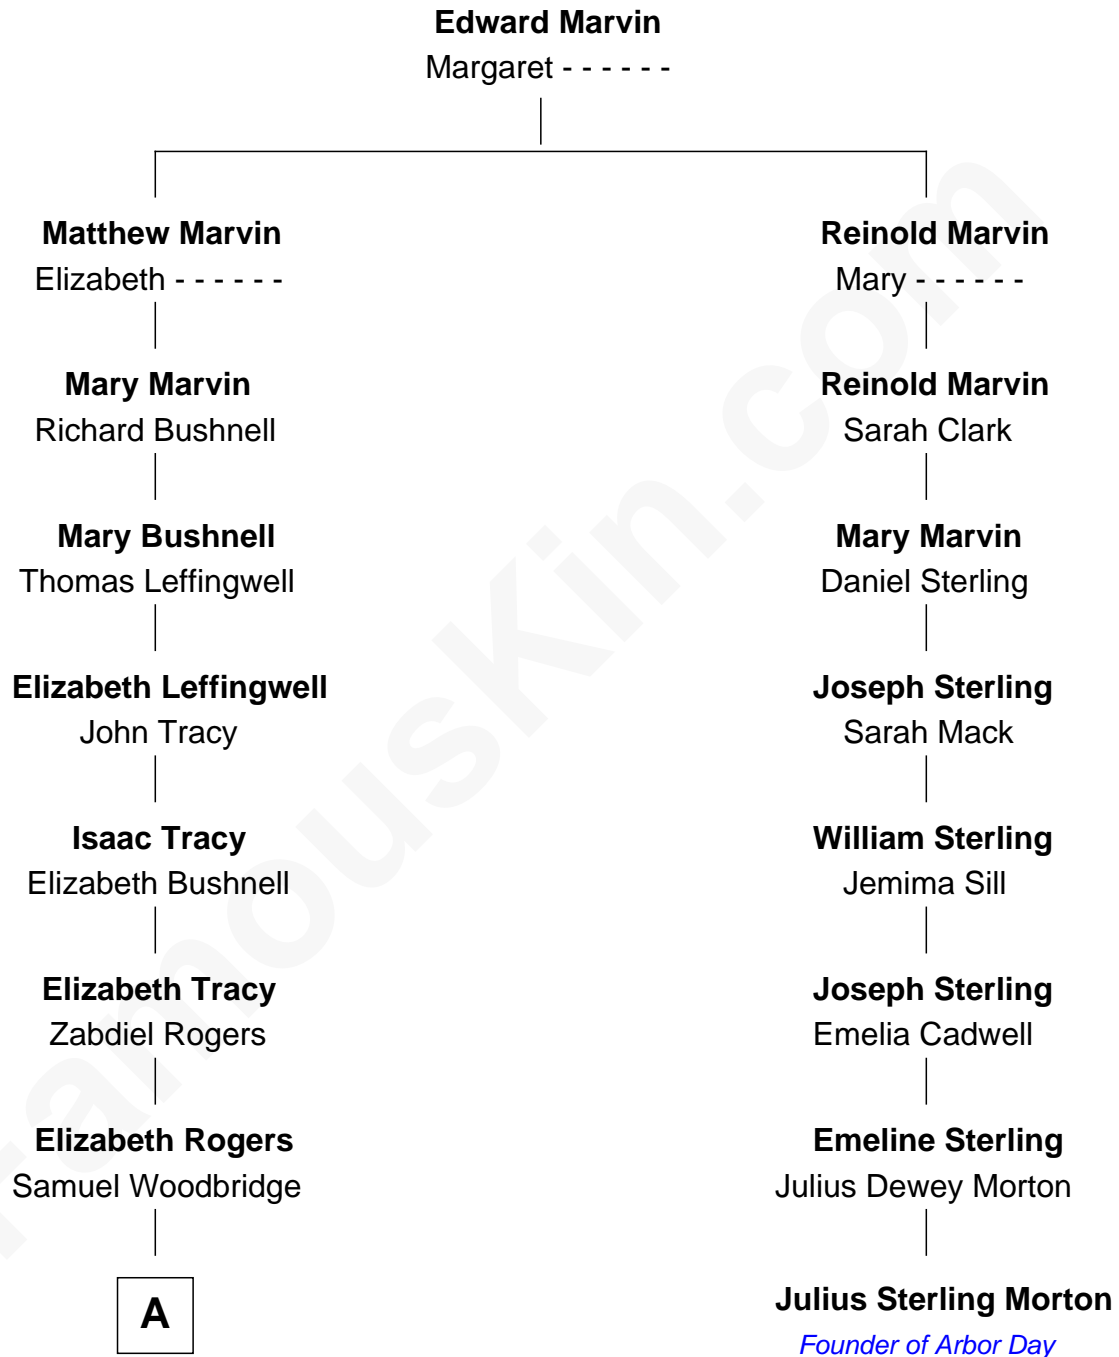 Edward Marvin
Margaret - - - - - -
Matthew Marvin
Elizabeth - - - - - -
Reinold Marvin
Mary - - - - - -
Mary Marvin
Richard Bushnell
Reinold Marvin
Sarah Clark
Mary Bushnell
Thomas Leffingwell
Mary Marvin
Daniel Sterling
Elizabeth Leffingwell
John Tracy
Joseph Sterling
Sarah Mack
Isaac Tracy
Elizabeth Bushnell
William Sterling
Jemima Sill
Elizabeth Tracy
Zabdiel Rogers
Joseph Sterling
Emelia Cadwell
Elizabeth Rogers
Samuel Woodbridge
Emeline Sterling
Julius Dewey Morton
A
Julius Sterling Morton
Founder of Arbor Day
FamousKin.com